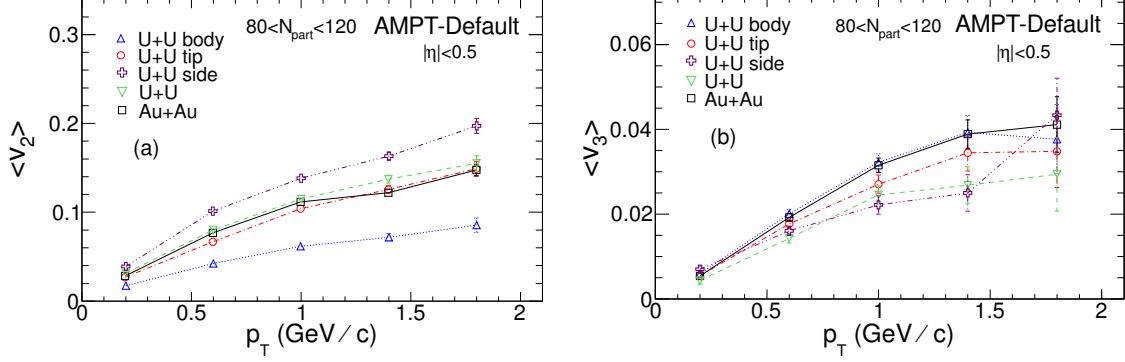 80<N_part<120 AMPT-Default
|η|<0.5
U+U body
U+U tip
U+U side
U+U
Au+Au
(a)
<v_2>
0.3
0.2
0.1
0
0 0.5 1 1.5 2
p_T (GeV / c)
80<N_part<120 AMPT-Default
|η|<0.5
U+U body
U+U tip
U+U side
U+U
Au+Au
(b)
<v_3>
0.06
0.04
0.02
0
0 0.5 1 1.5 2
p_T (GeV / c)